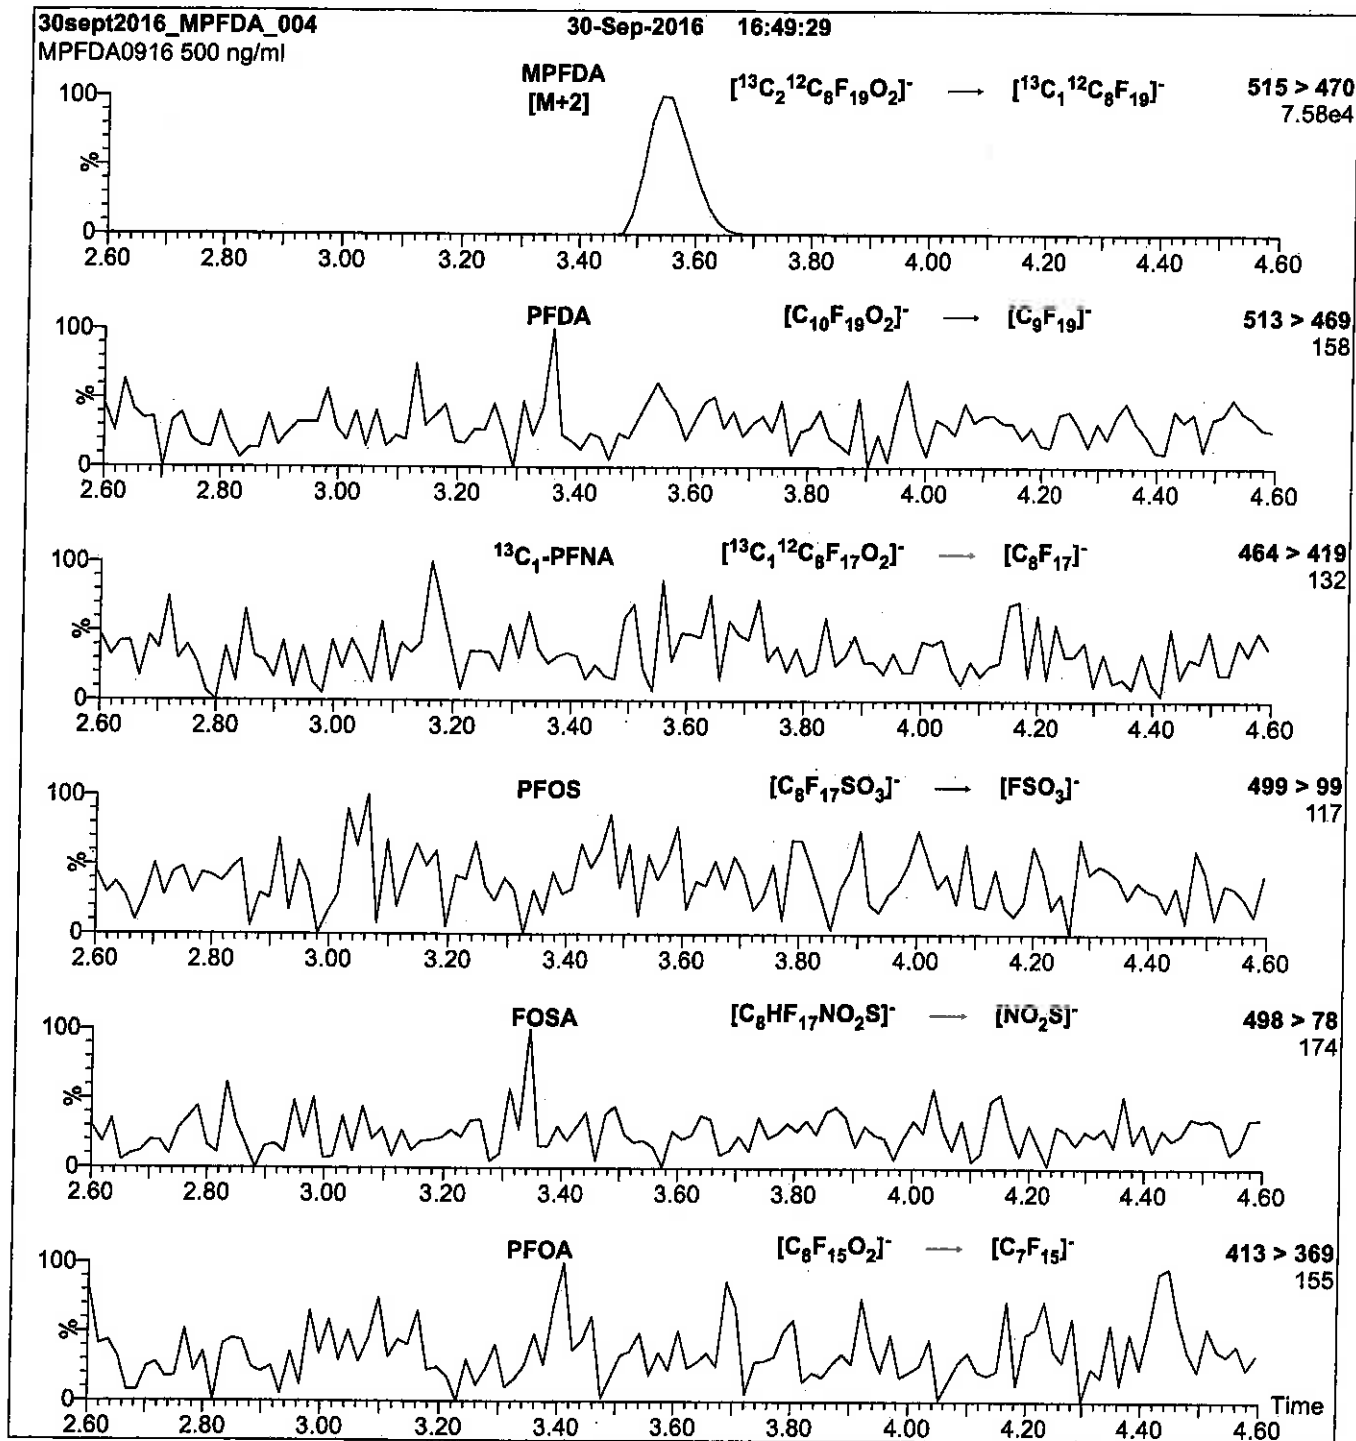 30sept2016_MPFDA_004 30-Sep-2016 16:49:29
MPFDA0916 500 ng/ml
MPFDA [¹³C₂¹²C₈F₁₉O₂]⁻ → [¹³C₁¹²C₈F₁₉]⁻ 515 > 470
[M+2] 7.58e4
100
%
0
2.60 2.80 3.00 3.20 3.40 3.60 3.80 4.00 4.20 4.40 4.60
PFDA [C₁₀F₁₉O₂]⁻ → [C₉F₁₉]⁻ 513 > 469
158
100
%
0
2.60 2.80 3.00 3.20 3.40 3.60 3.80 4.00 4.20 4.40 4.60
¹³C₁-PFNA [¹³C₁¹²C₈F₁₇O₂]⁻ → [C₈F₁₇]⁻ 464 > 419
132
100
%
0
2.60 2.80 3.00 3.20 3.40 3.60 3.80 4.00 4.20 4.40 4.60
PFOS [C₈F₁₇SO₃]⁻ → [FSO₃]⁻ 499 > 99
117
100
%
0
2.60 2.80 3.00 3.20 3.40 3.60 3.80 4.00 4.20 4.40 4.60
FOSA [C₈HF₁₇NO₂S]⁻ → [NO₂S]⁻ 498 > 78
174
100
%
0
2.60 2.80 3.00 3.20 3.40 3.60 3.80 4.00 4.20 4.40 4.60
PFOA [C₈F₁₅O₂]⁻ → [C₇F₁₅]⁻ 413 > 369
155
100
%
0
Time
2.60 2.80 3.00 3.20 3.40 3.60 3.80 4.00 4.20 4.40 4.60